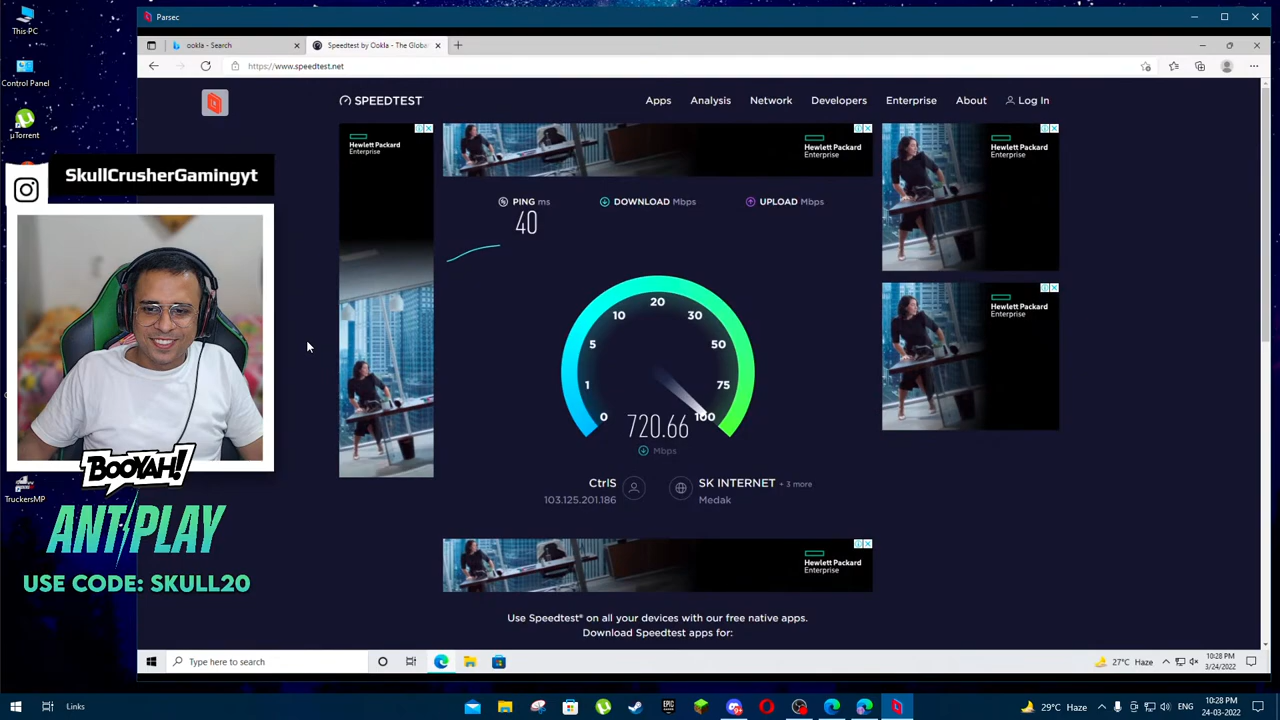 This PC
Control Panel
µTorrent
TruckersMP
Parsec
ookla - Search
Speedtest by Ookla - The Globa
https://www.speedtest.net
SPEEDTEST
Apps
Analysis
Network
Developers
Enterprise
About
Log In
Hewlett Packard
Enterprise
Hewlett Packard
Enterprise
Hewlett Packard
Enterprise
SkullCrusherGamingyt
PING ms
40
DOWNLOAD Mbps
UPLOAD Mbps
0
1
5
10
20
30
50
75
100
720.66
Mbps
Hewlett Packard
Enterprise
CtrlS
103.125.201.186
SK INTERNET + 3 more
Medak
BOOYAH!
ANTPLAY
USE CODE: SKULL20
Hewlett Packard
Enterprise
Use Speedtest® on all your devices with our free native apps.
Download Speedtest apps for:
Type here to search
27°C Haze
10:28 PM
3/24/2022
Links
EPIC
GAMES
29°C Haze
ENG
10:28 PM
24-03-2022